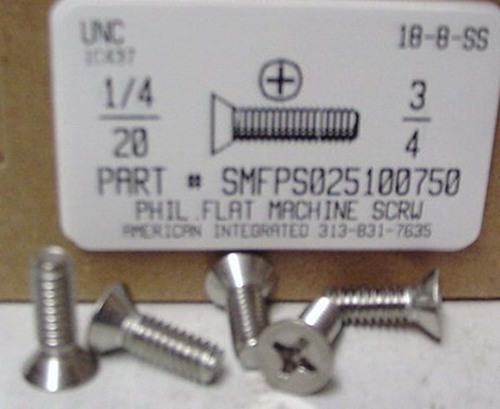 UNC 18-8-SS
1/4 3
20 4
PART # SMFPS025100750
PHIL.FLAT MACHINE SCRW
AMERICAN INTEGRATED 313-831-7635